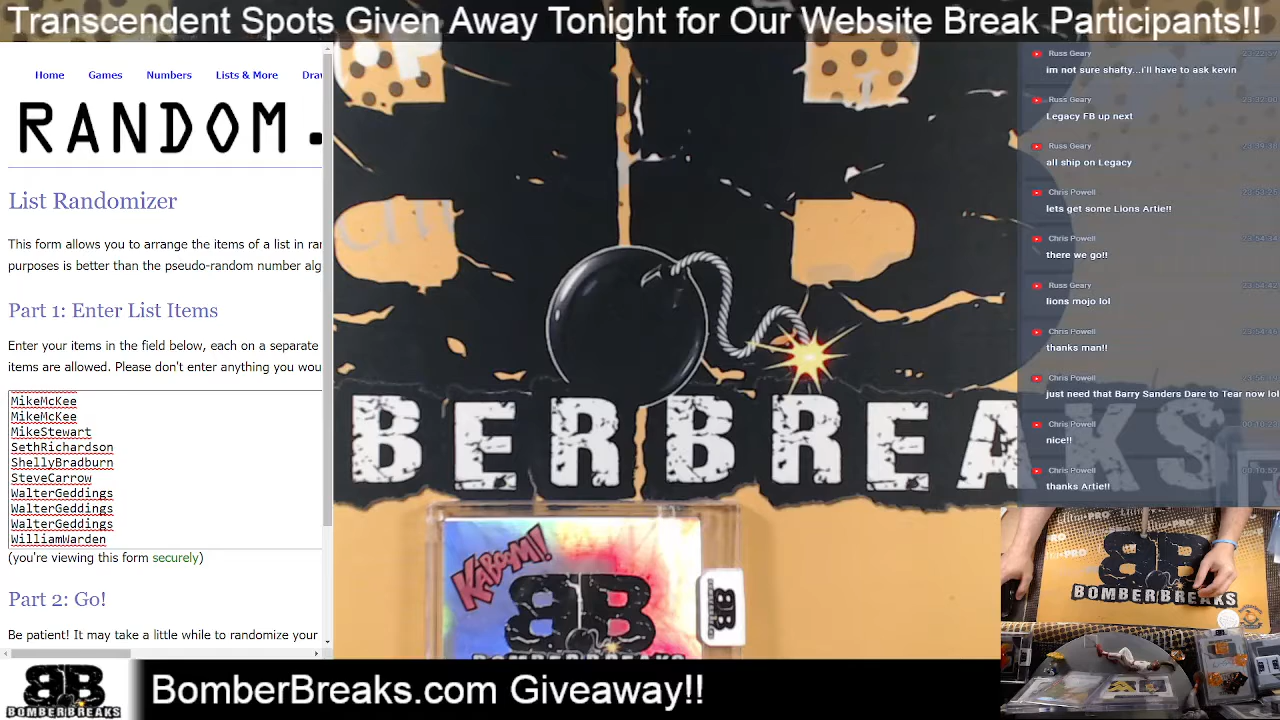 Transcendent Spots Given Away Tonight for Our Website Break Participants!!
Home Games Numbers Lists & More Drav
RANDOM.
List Randomizer
This form allows you to arrange the items of a list in ran
purposes is better than the pseudo-random number alg
Part 1: Enter List Items
Enter your items in the field below, each on a separate
items are allowed. Please don't enter anything you wou
MikeMcKee
MikeMcKee
MikeStewart
SethRichardson
ShellyBradburn
SteveCarrow
WalterGeddings
WalterGeddings
WalterGeddings
WilliamWarden
(you're viewing this form securely)
Part 2: Go!
Be patient! It may take a little while to randomize your
BERBREAKS
KABOOM!!
BB
BOMBERBREAKS
BB
Russ Geary
im not sure shafty...i'll have to ask kevin
Russ Geary
Legacy FB up next
Russ Geary
all ship on Legacy
Chris Powell
lets get some Lions Artie!!
Chris Powell
there we go!!
Russ Geary
lions mojo lol
Chris Powell
thanks man!!
Chris Powell
just need that Barry Sanders Dare to Tear now lol
Chris Powell
nice!!
Chris Powell
thanks Artie!!
BB
BOMBERBREAKS
BB
BOMBERBREAKS
BomberBreaks.com Giveaway!!